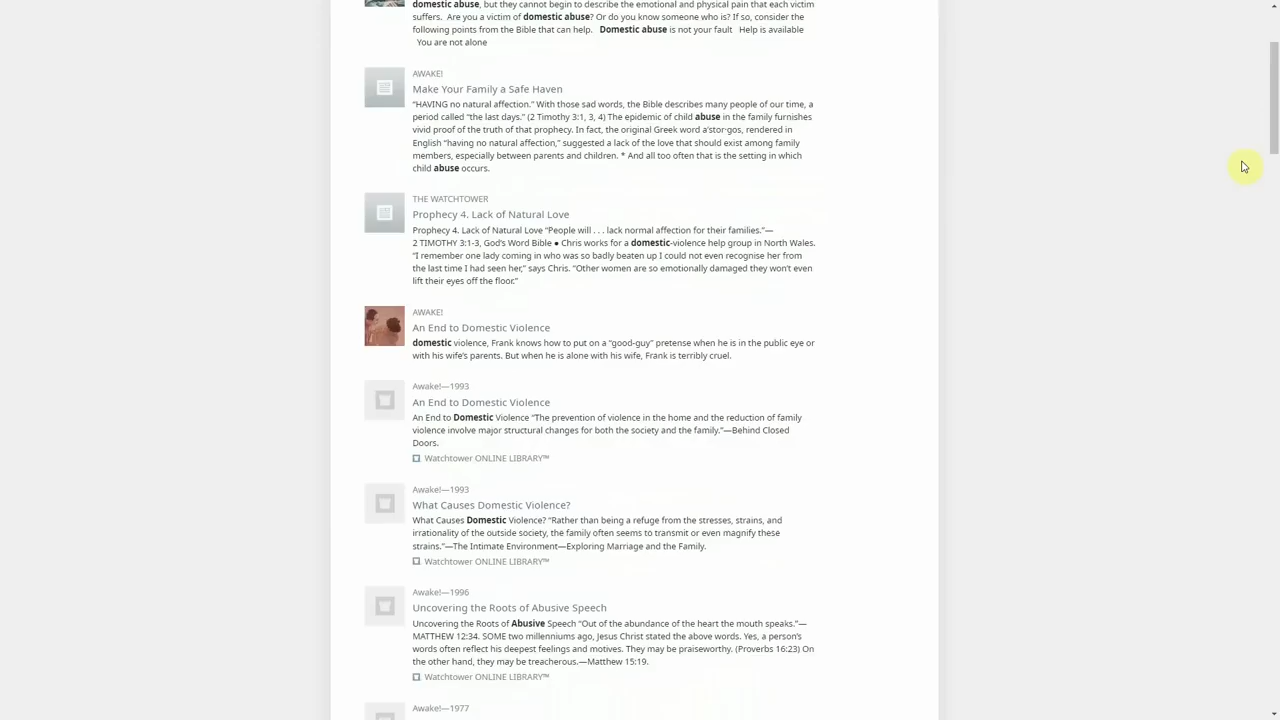 domestic abuse, but they cannot begin to describe the emotional and physical pain that each victim
suffers.  Are you a victim of domestic abuse? Or do you know someone who is? If so, consider the
following points from the Bible that can help.   Domestic abuse is not your fault   Help is available
You are not alone
AWAKE!
Make Your Family a Safe Haven
“HAVING no natural affection.” With those sad words, the Bible describes many people of our time, a
period called “the last days.” (2 Timothy 3:1, 3, 4) The epidemic of child abuse in the family furnishes
vivid proof of the truth of that prophecy. In fact, the original Greek word a′stor·gos, rendered in
English “having no natural affection,” suggested a lack of the love that should exist among family
members, especially between parents and children. * And all too often that is the setting in which
child abuse occurs.
THE WATCHTOWER
Prophecy 4. Lack of Natural Love
Prophecy 4. Lack of Natural Love “People will . . . lack normal affection for their families.”—
2 TIMOTHY 3:1-3, God’s Word Bible ● Chris works for a domestic-violence help group in North Wales.
“I remember one lady coming in who was so badly beaten up I could not even recognise her from
the last time I had seen her,” says Chris. “Other women are so emotionally damaged they won’t even
lift their eyes off the floor.”
AWAKE!
An End to Domestic Violence
domestic violence, Frank knows how to put on a “good-guy” pretense when he is in the public eye or
with his wife’s parents. But when he is alone with his wife, Frank is terribly cruel.
Awake!—1993
An End to Domestic Violence
An End to Domestic Violence “The prevention of violence in the home and the reduction of family
violence involve major structural changes for both the society and the family.”—Behind Closed
Doors.
Watchtower ONLINE LIBRARY™
Awake!—1993
What Causes Domestic Violence?
What Causes Domestic Violence? “Rather than being a refuge from the stresses, strains, and
irrationality of the outside society, the family often seems to transmit or even magnify these
strains.”—The Intimate Environment—Exploring Marriage and the Family.
Watchtower ONLINE LIBRARY™
Awake!—1996
Uncovering the Roots of Abusive Speech
Uncovering the Roots of Abusive Speech “Out of the abundance of the heart the mouth speaks.”—
MATTHEW 12:34. SOME two millenniums ago, Jesus Christ stated the above words. Yes, a person’s
words often reflect his deepest feelings and motives. They may be praiseworthy. (Proverbs 16:23) On
the other hand, they may be treacherous.—Matthew 15:19.
Watchtower ONLINE LIBRARY™
Awake!—1977